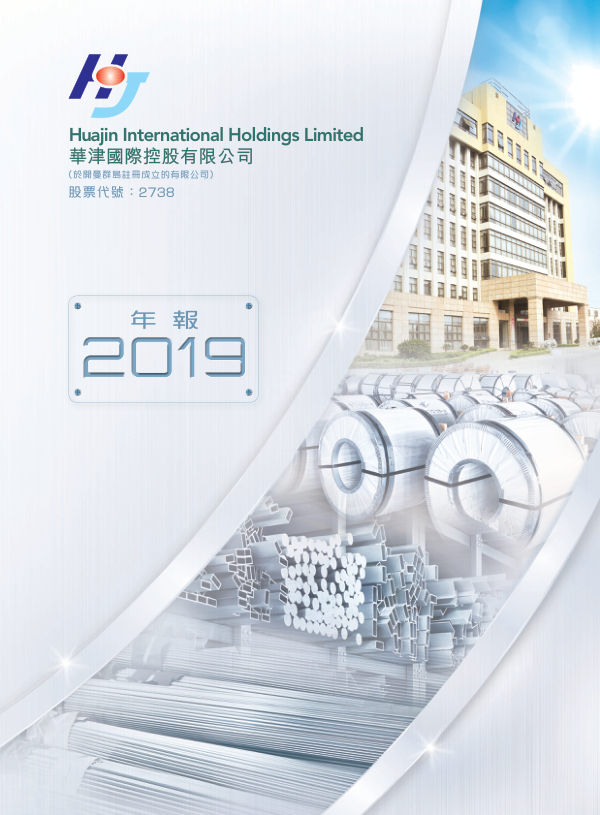 HJ
Huajin International Holdings Limited
華津國際控股有限公司
(於開曼群島註冊成立的有限公司)
股票代號：2738
年報
2019